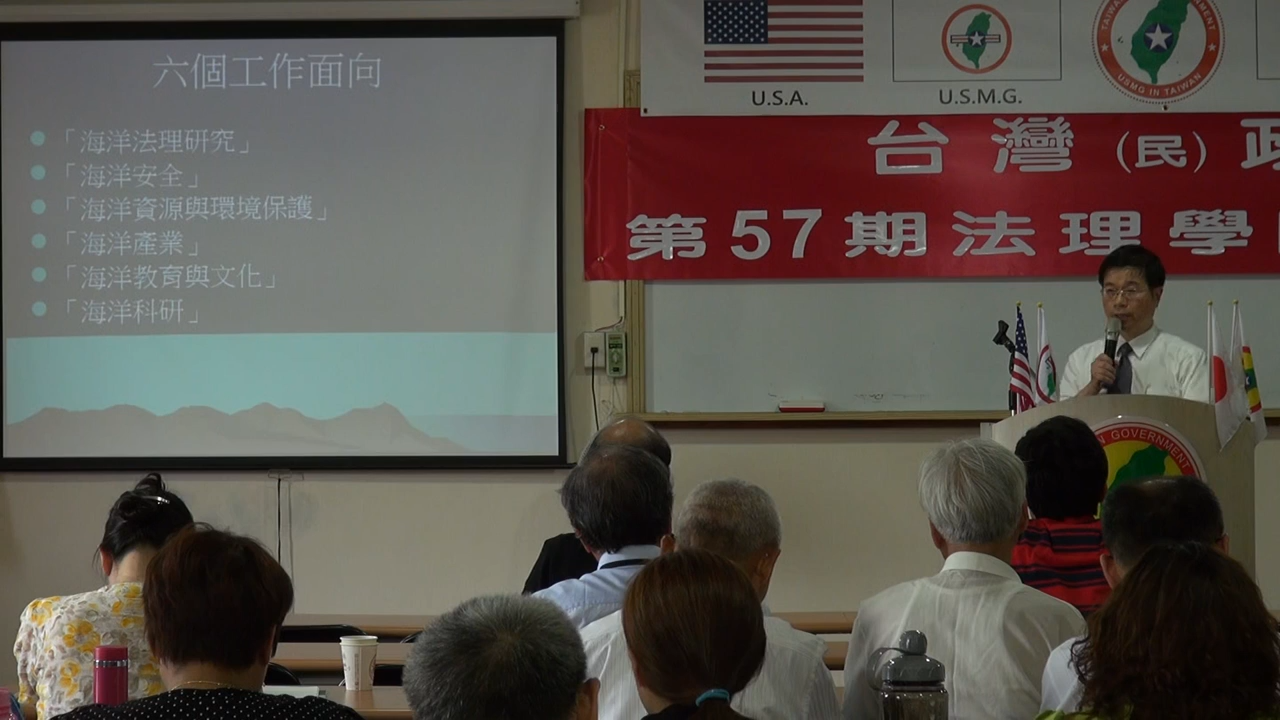 六個工作面向
「海洋法理研究」
「海洋安全」
「海洋資源與環境保護」
「海洋產業」
「海洋教育與文化」
「海洋科研」
U.S.A.
U.S.M.G.
USMG IN TAIWAN
台灣(民)政
第57期法理學
GOVERNMENT